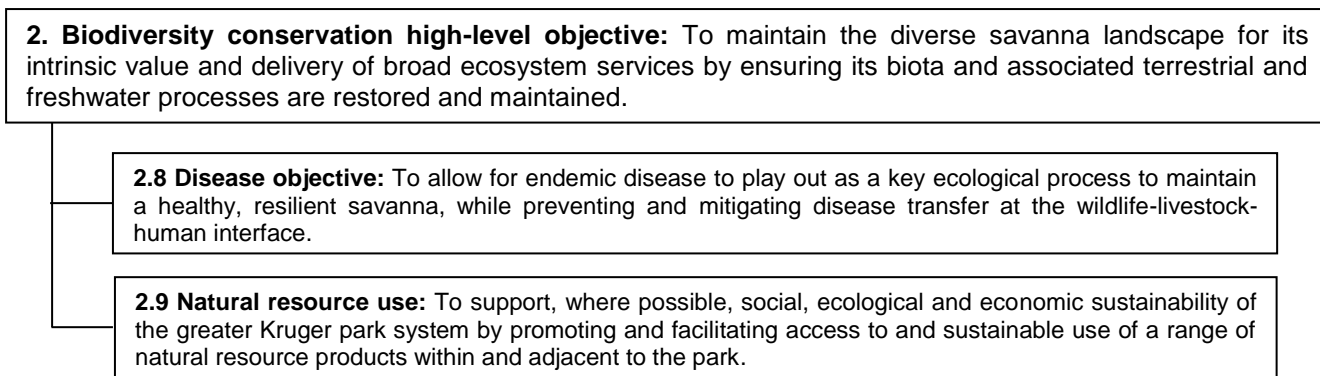 2. Biodiversity conservation high-level objective: To maintain the diverse savanna landscape for its
intrinsic value and delivery of broad ecosystem services by ensuring its biota and associated terrestrial and
freshwater processes are restored and maintained.
2.8 Disease objective: To allow for endemic disease to play out as a key ecological process to maintain
a healthy, resilient savanna, while preventing and mitigating disease transfer at the wildlife-livestock-
human interface.
2.9 Natural resource use: To support, where possible, social, ecological and economic sustainability of
the greater Kruger park system by promoting and facilitating access to and sustainable use of a range of
natural resource products within and adjacent to the park.